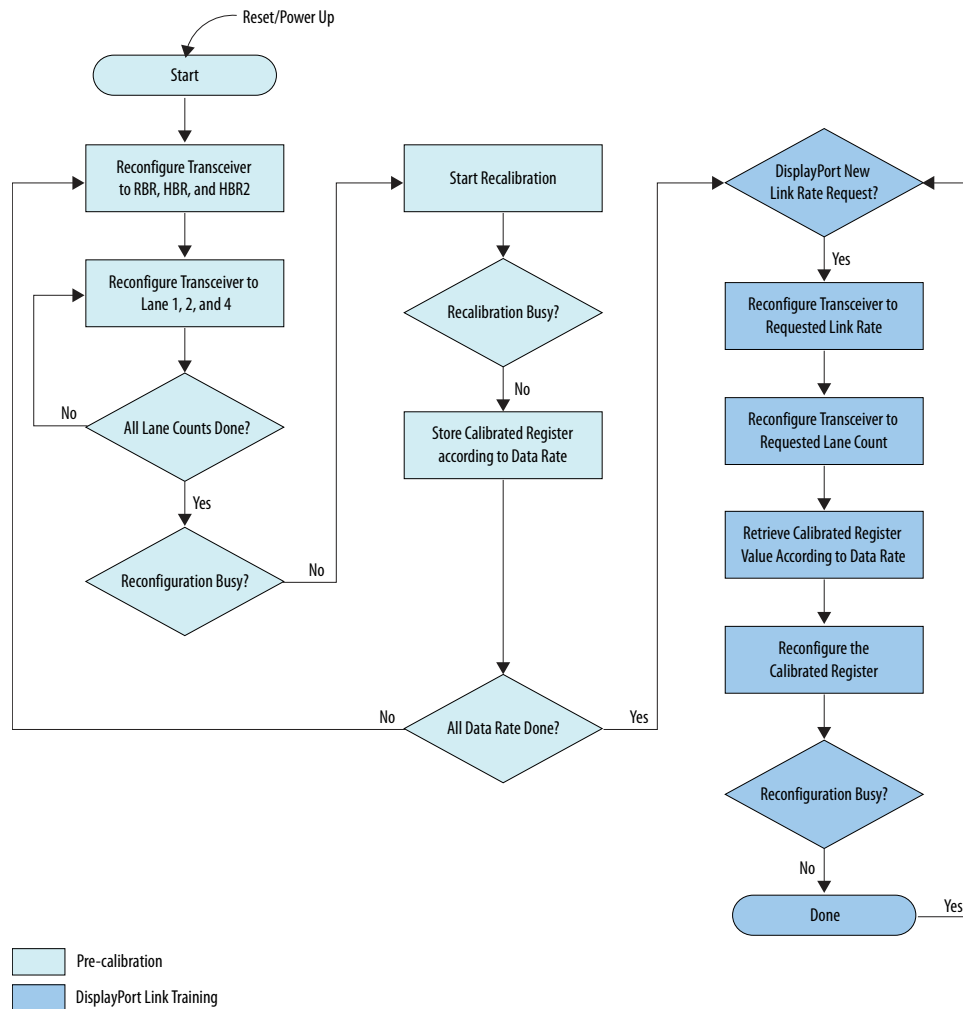 Reset/Power Up
Start
Reconfigure Transceiver
to RBR, HBR, and HBR2
Reconfigure Transceiver to
Lane 1, 2, and 4
All Lane Counts Done?
No
Yes
Reconfiguration Busy?
No
Start Recalibration
Recalibration Busy?
No
Store Calibrated Register
according to Data Rate
All Data Rate Done?
No
Yes
DisplayPort New
Link Rate Request?
Yes
Reconfigure Transceiver to
Requested Link Rate
Reconfigure Transceiver to
Requested Lane Count
Retrieve Calibrated Register
Value According to Data Rate
Reconfigure the
Calibrated Register
Reconfiguration Busy?
No
Done
Yes
Pre-calibration
DisplayPort Link Training